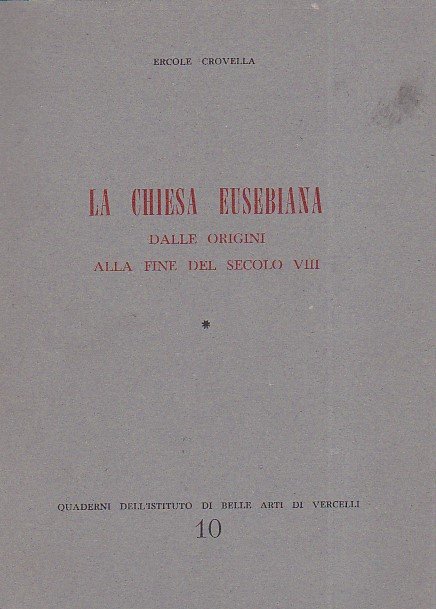 ERCOLE CROVELLA
LA CHIESA EUSEBIANA
DALLE ORIGINI
ALLA FINE DEL SECOLO VIII
*
QUADERNI DELL'ISTITUTO DI BELLE ARTI DI VERCELLI
10